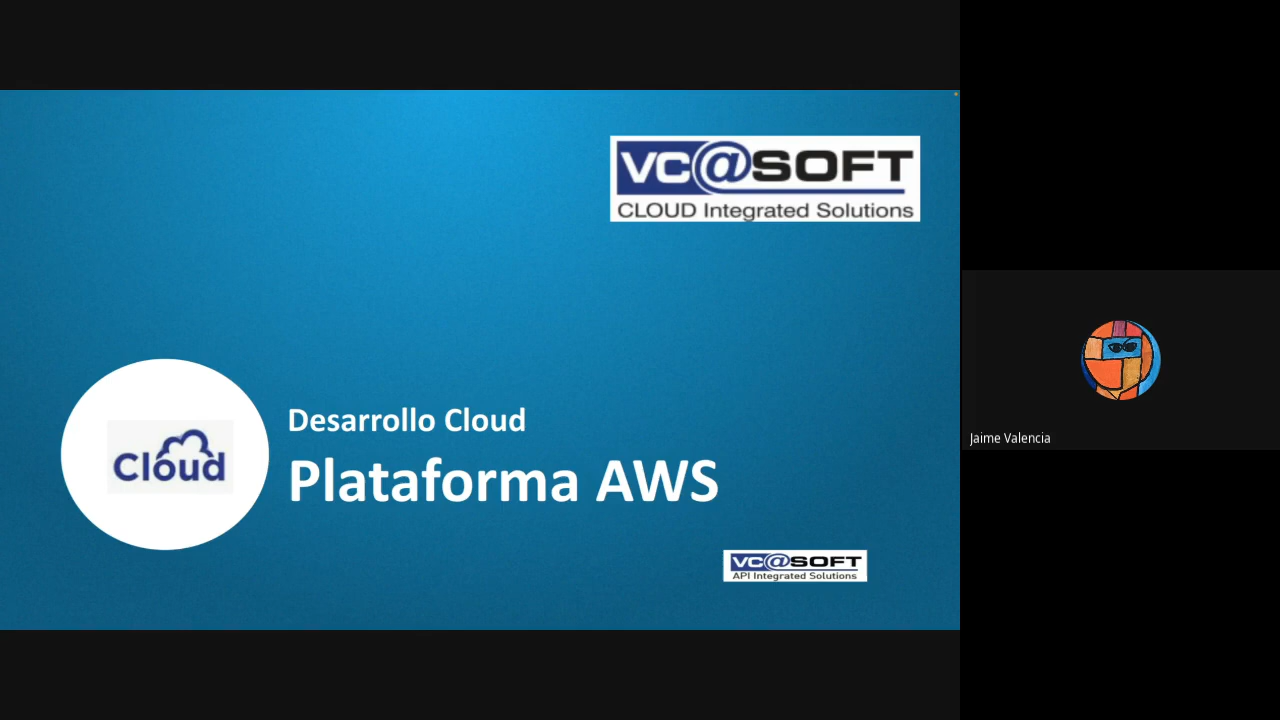 VC@SOFT
CLOUD Integrated Solutions
Cloud
Desarrollo Cloud
Plataforma AWS
VC@SOFT
API Integrated Solutions
Jaime Valencia